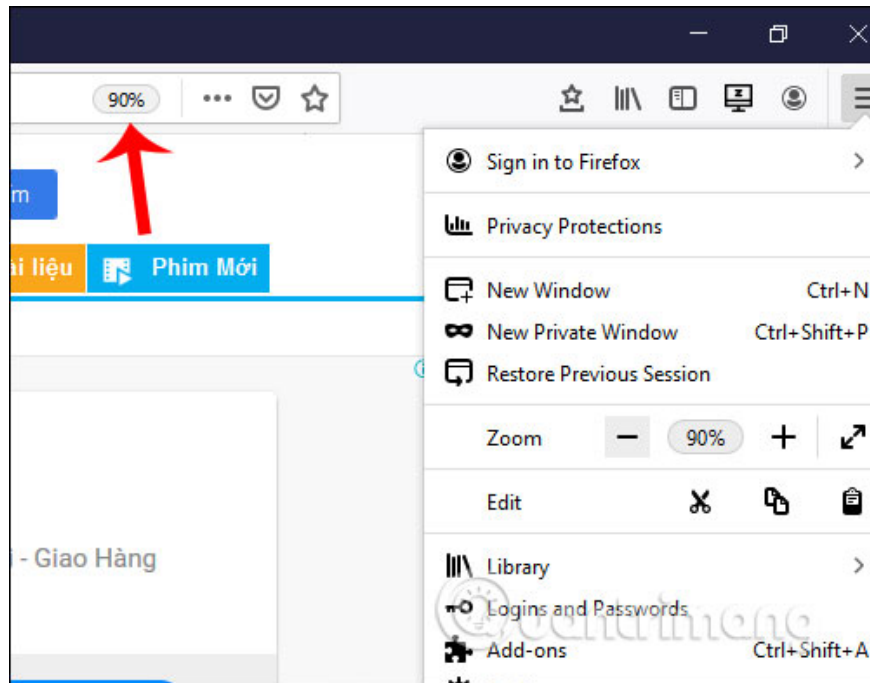 90%
Sign in to Firefox
m
Privacy Protections
ài liệu Phim Mới
New Window Ctrl+N
New Private Window Ctrl+Shift+P
Restore Previous Session
Zoom 90%
Edit
- Giao Hàng
Library
Logins and Passwords
Quantrimang
Add-ons Ctrl+Shift+A